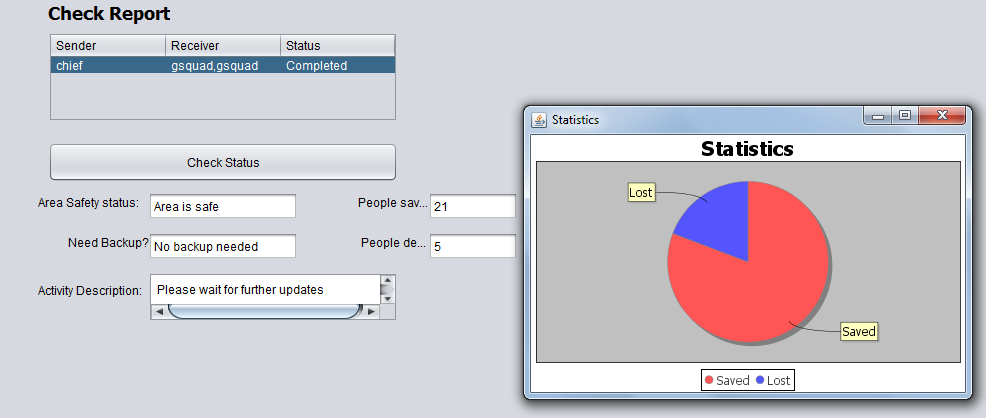 Check Report
Sender Receiver Status
chief gsquad,gsquad Completed
Check Status
Area Safety status: Area is safe People sav... 21
Need Backup? No backup needed People de... 5
Activity Description: Please wait for further updates
Statistics
Statistics
Lost
Saved
Saved Lost